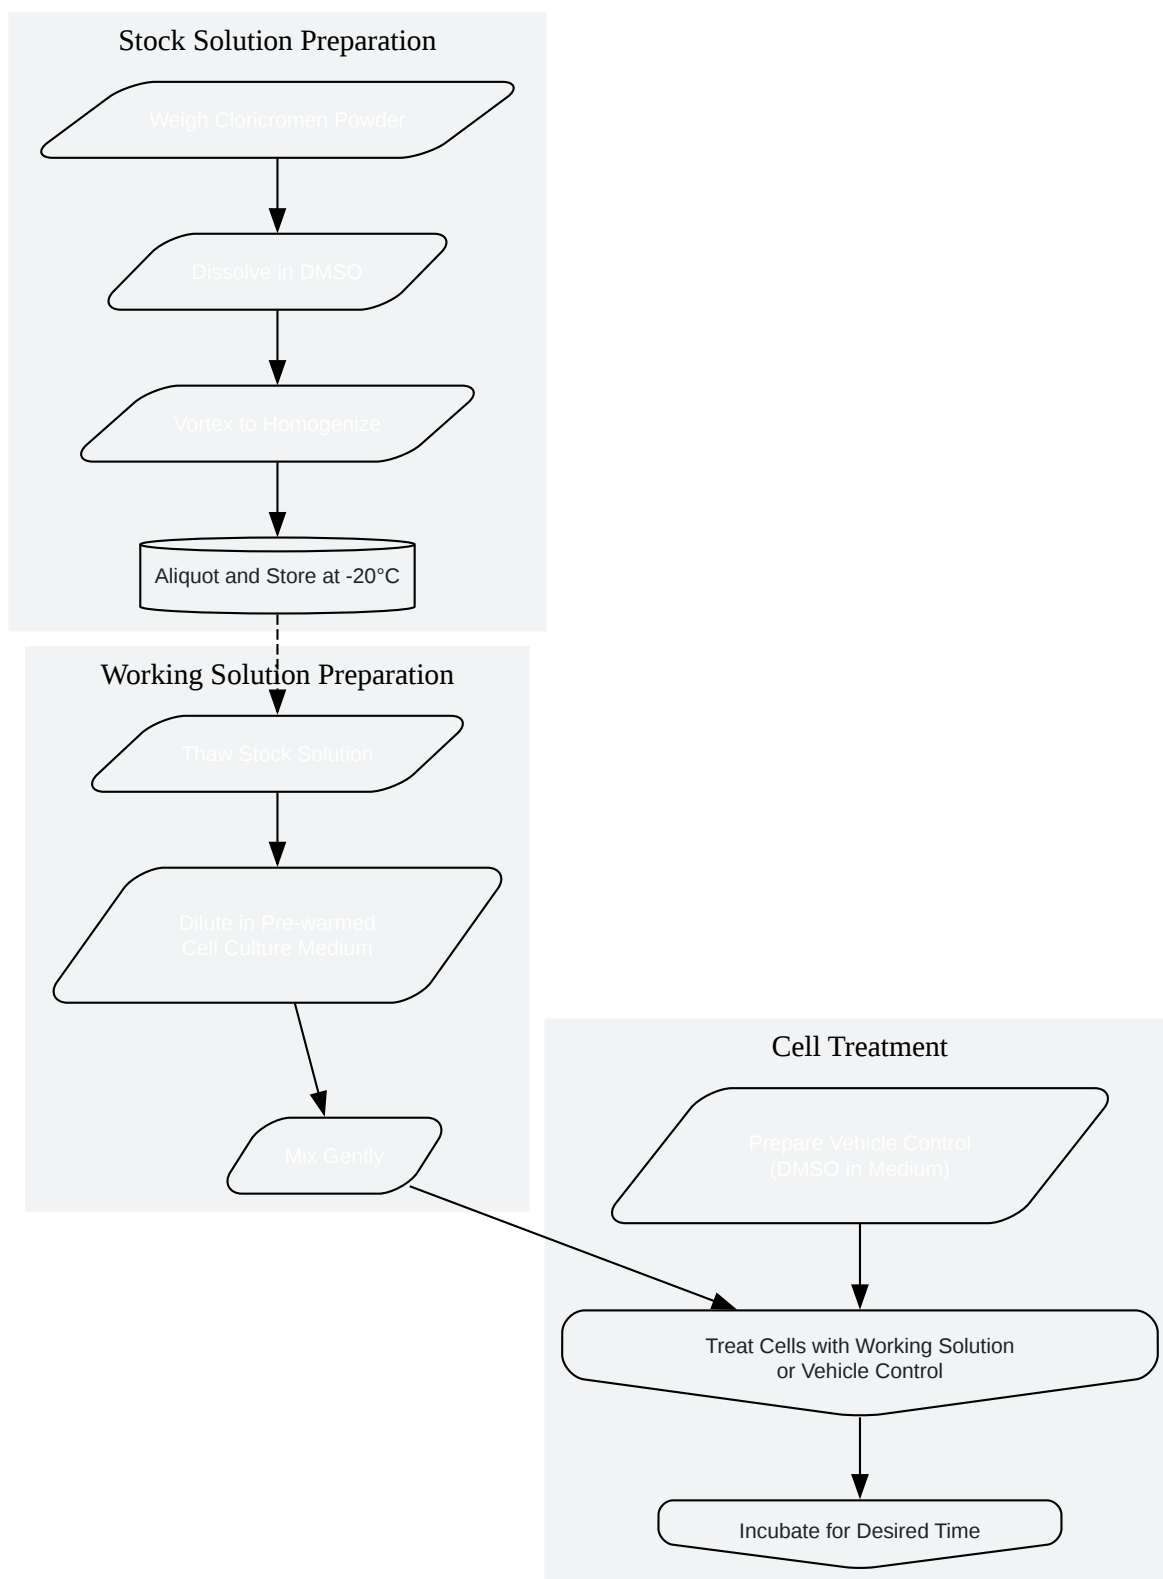 Stock Solution Preparation
Weigh Cloricromen Powder
Dissolve in DMSO
Vortex to Homogenize
Aliquot and Store at -20°C
Working Solution Preparation
Thaw Stock Solution
Dilute in Pre-warmed
Cell Culture Medium
Mix Gently
Cell Treatment
Prepare Vehicle Control
(DMSO in Medium)
Treat Cells with Working Solution
or Vehicle Control
Incubate for Desired Time